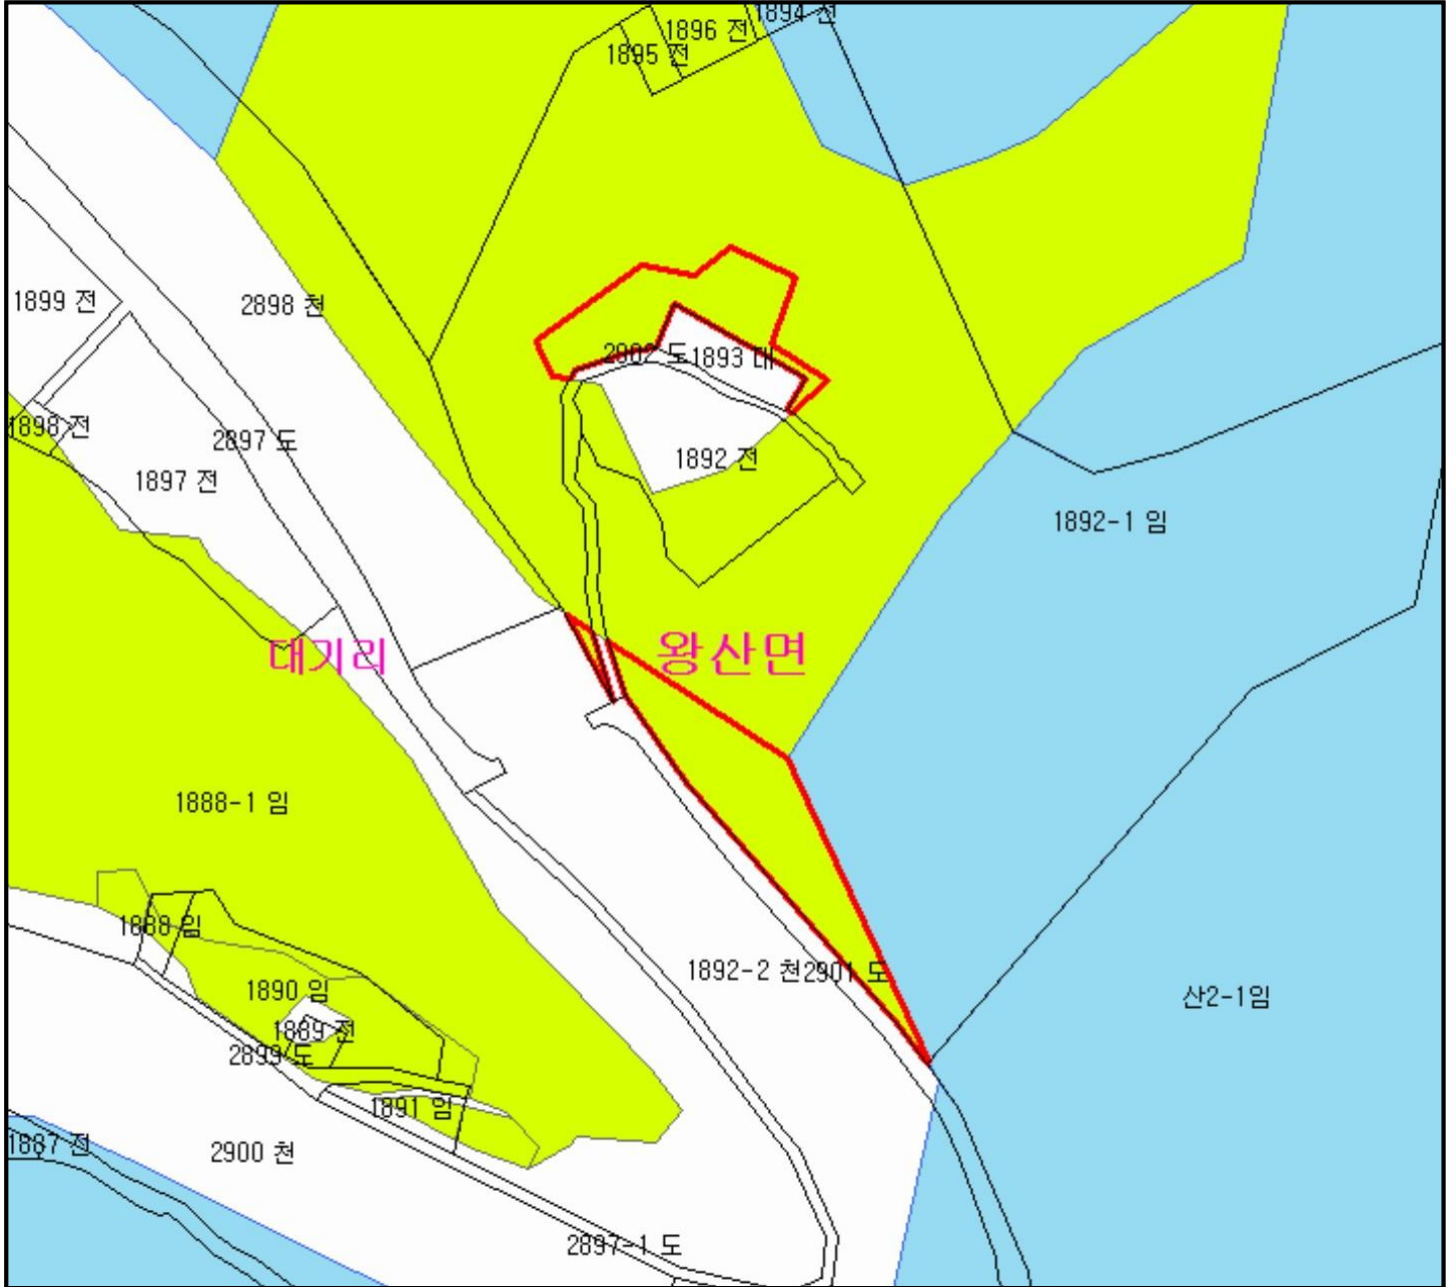 1894 전
1896 전
1895 전
1899 전
2898 천
2902 도
1893 대
1898 전
2897 도
1892 전
1897 전
1892-1 임
대기리
왕산면
1888-1 임
1888 임
1892-2 천
2901 도
1890 임
산2-1임
1889 전
2899 도
1891 임
1887 전
2900 천
2897-1 도